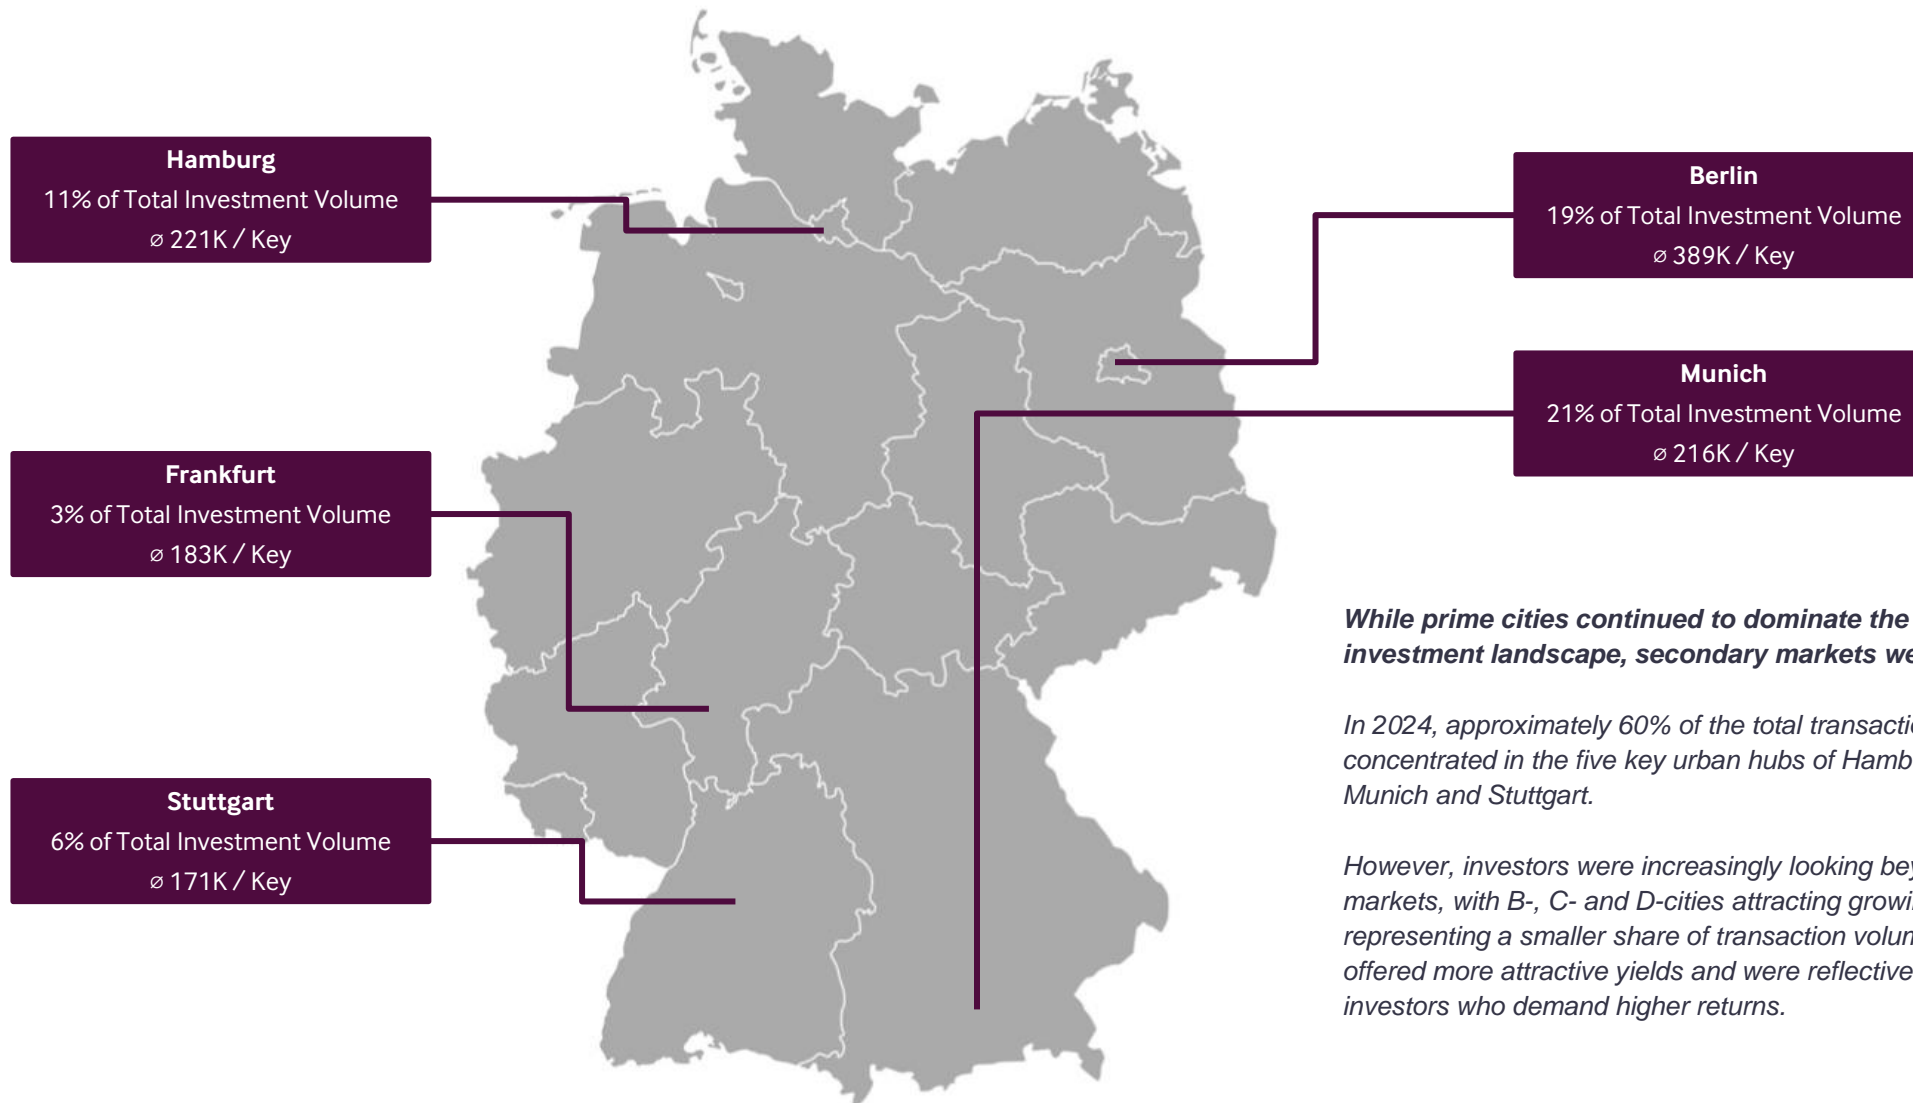 Hamburg
11% of Total Investment Volume
⌀ 221K / Key
Frankfurt
3% of Total Investment Volume
⌀ 183K / Key
Stuttgart
6% of Total Investment Volume
⌀ 171K / Key
Berlin
19% of Total Investment Volume
⌀ 389K / Key
Munich
21% of Total Investment Volume
⌀ 216K / Key
While prime cities continued to dominate the
investment landscape, secondary markets
In 2024, approximately 60% of the total
concentrated in the five key urban hubs of
Munich and Stuttgart.
However, investors were increasingly looking
markets, with B-, C- and D-cities attracting
representing a smaller share of transaction
offered more attractive yields and were reflective
investors who demand higher returns.